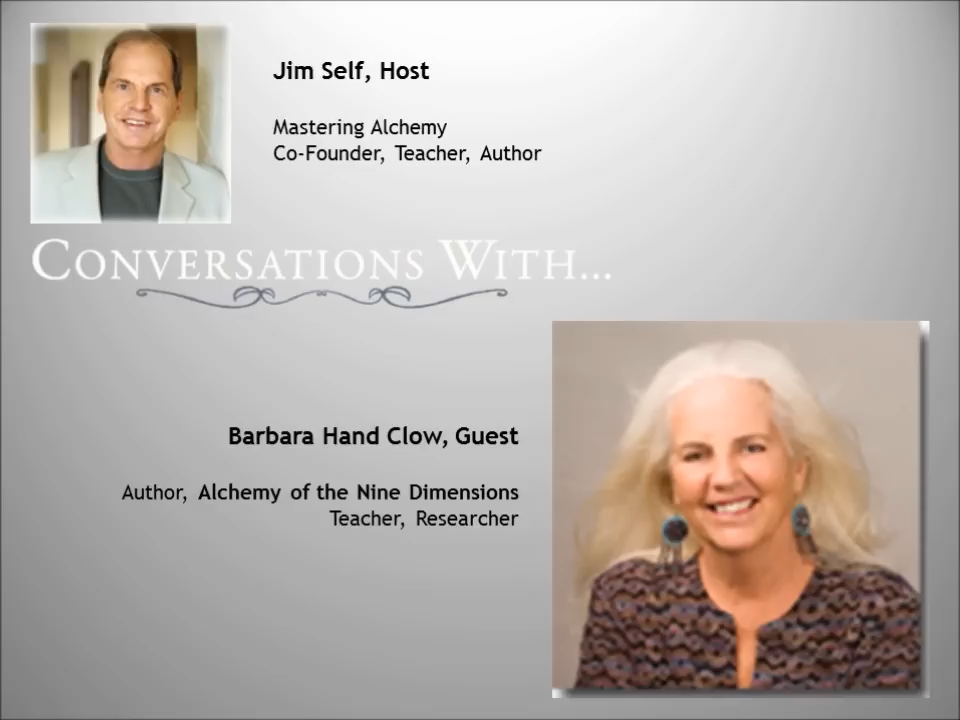 Jim Self, Host
Mastering Alchemy
Co-Founder, Teacher, Author
CONVERSATIONS WITH...
Barbara Hand Clow, Guest
Author, Alchemy of the Nine Dimensions
Teacher, Researcher